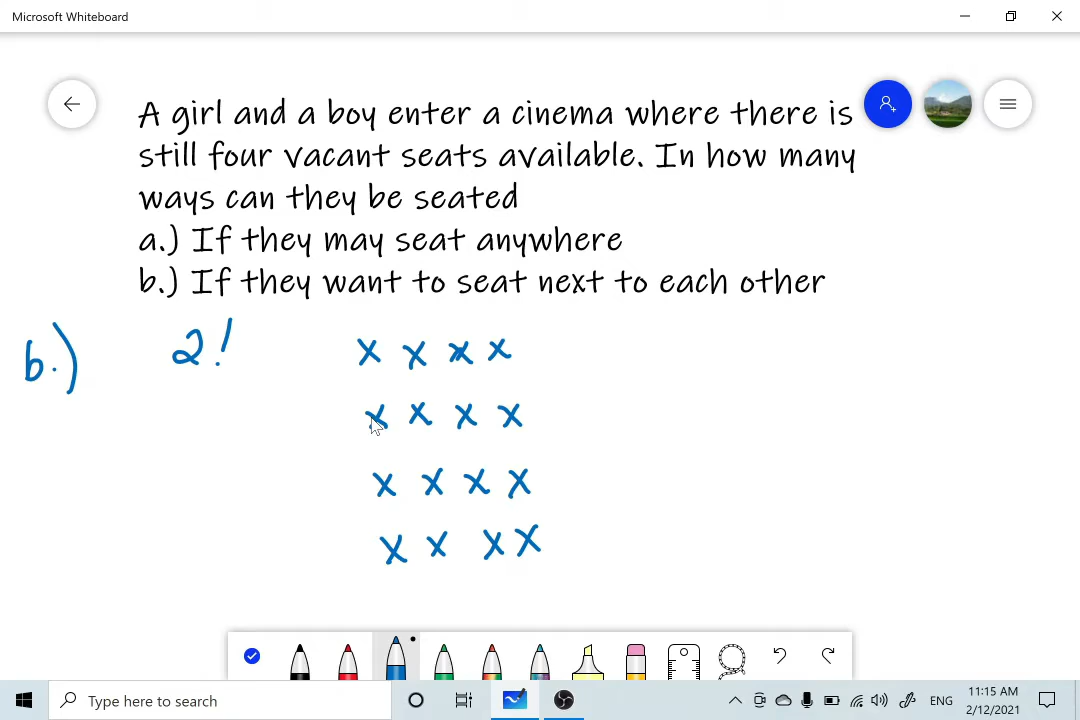 Microsoft Whiteboard
A girl and a boy enter a cinema where there is
still four vacant seats available. In how many
ways can they be seated
a.) If they may seat anywhere
b.) If they want to seat next to each other
b.) 2! x x x x
x x x x
x x x x
x x x x
Type here to search
ENG
11:15 AM
2/12/2021